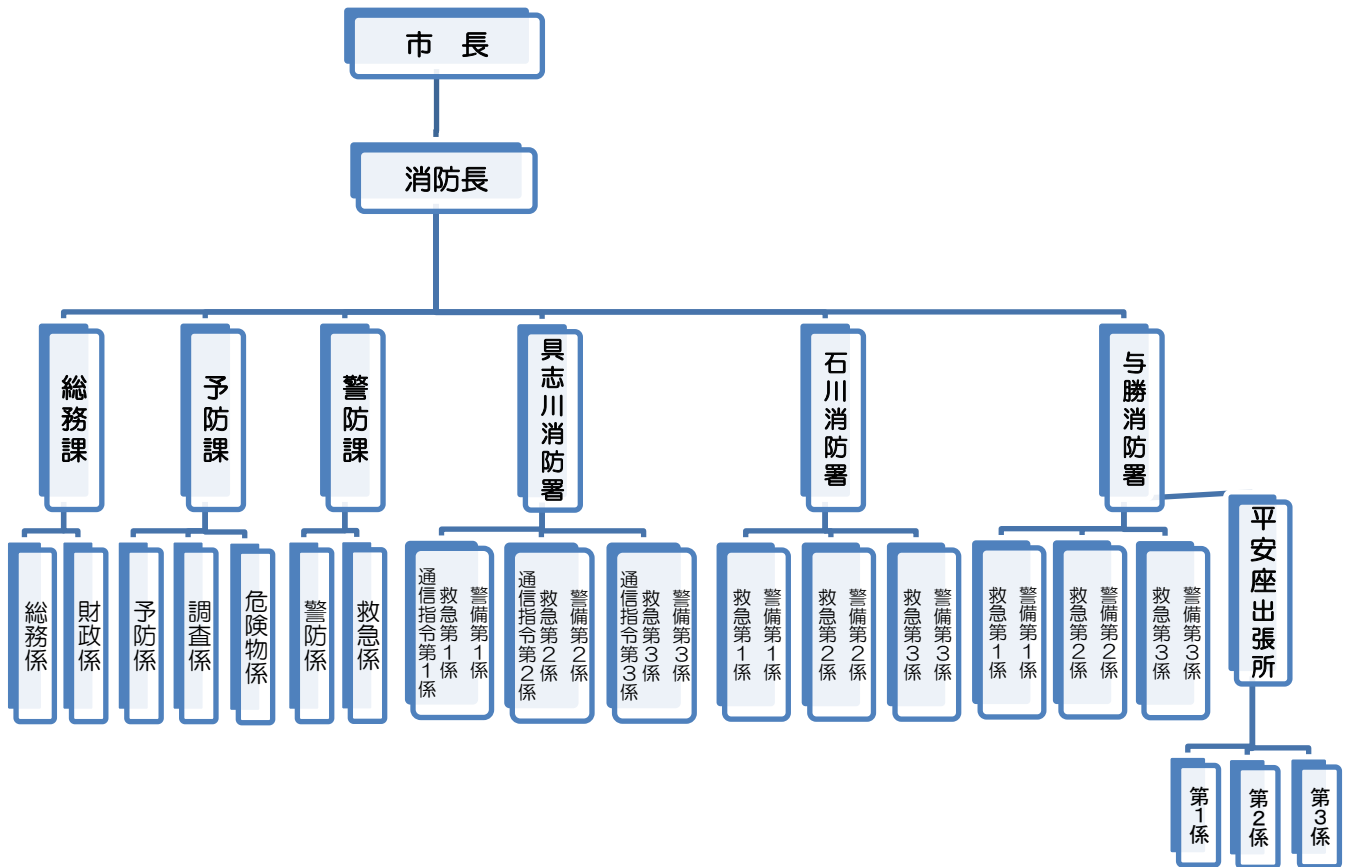 市　長
消防長
総務課
予防課
警防課
具志川消防署
石川消防署
与勝消防署
平安座出張所
総務係
財政係
予防係
調査係
危険物係
警防係
救急係
警備第1係
救急第1係
通信指令第1係
警備第2係
救急第2係
通信指令第2係
警備第3係
救急第3係
通信指令第3係
警備第1係
救急第1係
警備第2係
救急第2係
警備第3係
救急第3係
警備第1係
救急第1係
警備第2係
救急第2係
警備第3係
救急第3係
第1係
第2係
第3係